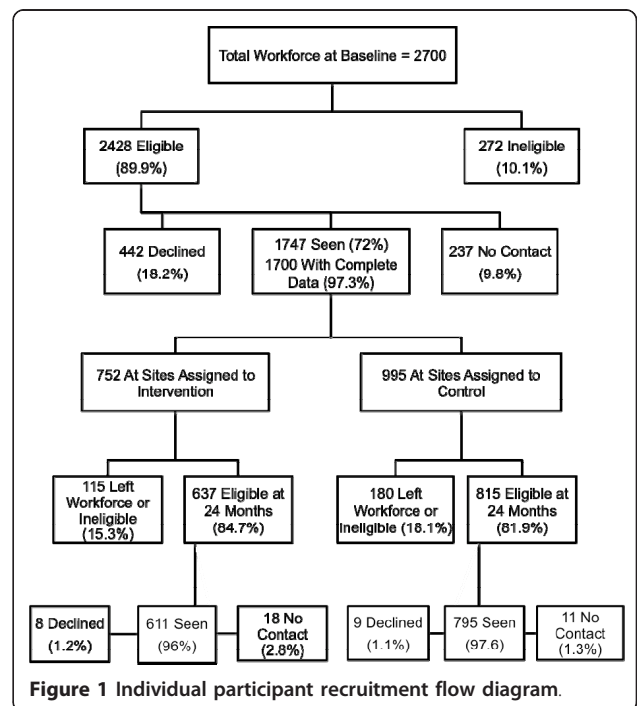 Total Workforce at Baseline = 2700
2428 Eligible
(89.9%)
272 Ineligible
(10.1%)
442 Declined
(18.2%)
1747 Seen (72%)
1700 With Complete
Data (97.3%)
237 No Contact
(9.8%)
752 At Sites Assigned to
Intervention
995 At Sites Assigned to
Control
115 Left
Workforce or
Ineligible
(15.3%)
637 Eligible at
24 Months
(84.7%)
180 Left
Workforce or
Ineligible (18.1%)
815 Eligible at
24 Months
(81.9%)
8 Declined
(1.2%)
611 Seen
(96%)
18 No
Contact
(2.8%)
9 Declined
(1.1%)
795 Seen
(97.6)
11 No
Contact
(1.3%)
Figure 1 Individual participant recruitment flow diagram.